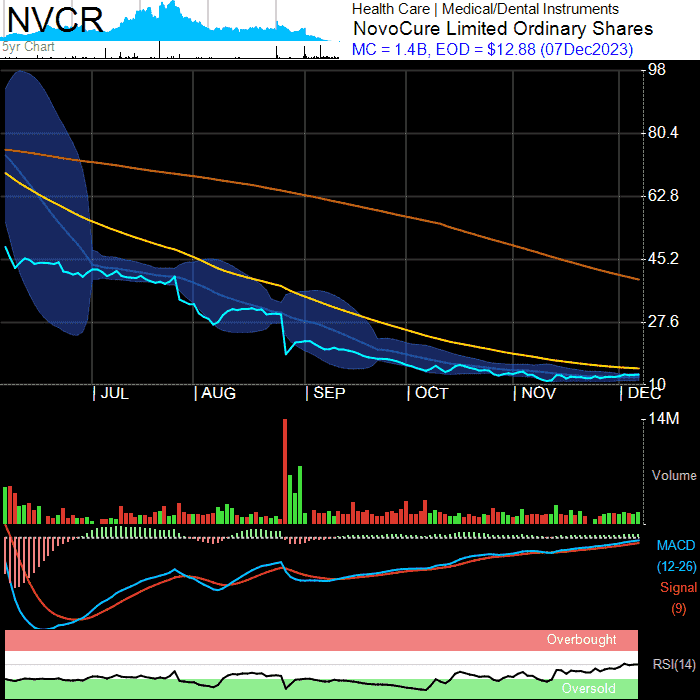 NVCR
5yr Chart
Health Care | Medical/Dental Instruments
NovoCure Limited Ordinary Shares
MC = 1.4B, EOD = $12.88 (07Dec2023)
98
80.4
62.8
45.2
27.6
10
| JUL | AUG | SEP | OCT | NOV | DEC
14M
Volume
MACD
(12-26)
Signal
(9)
Overbought
RSI(14)
Oversold